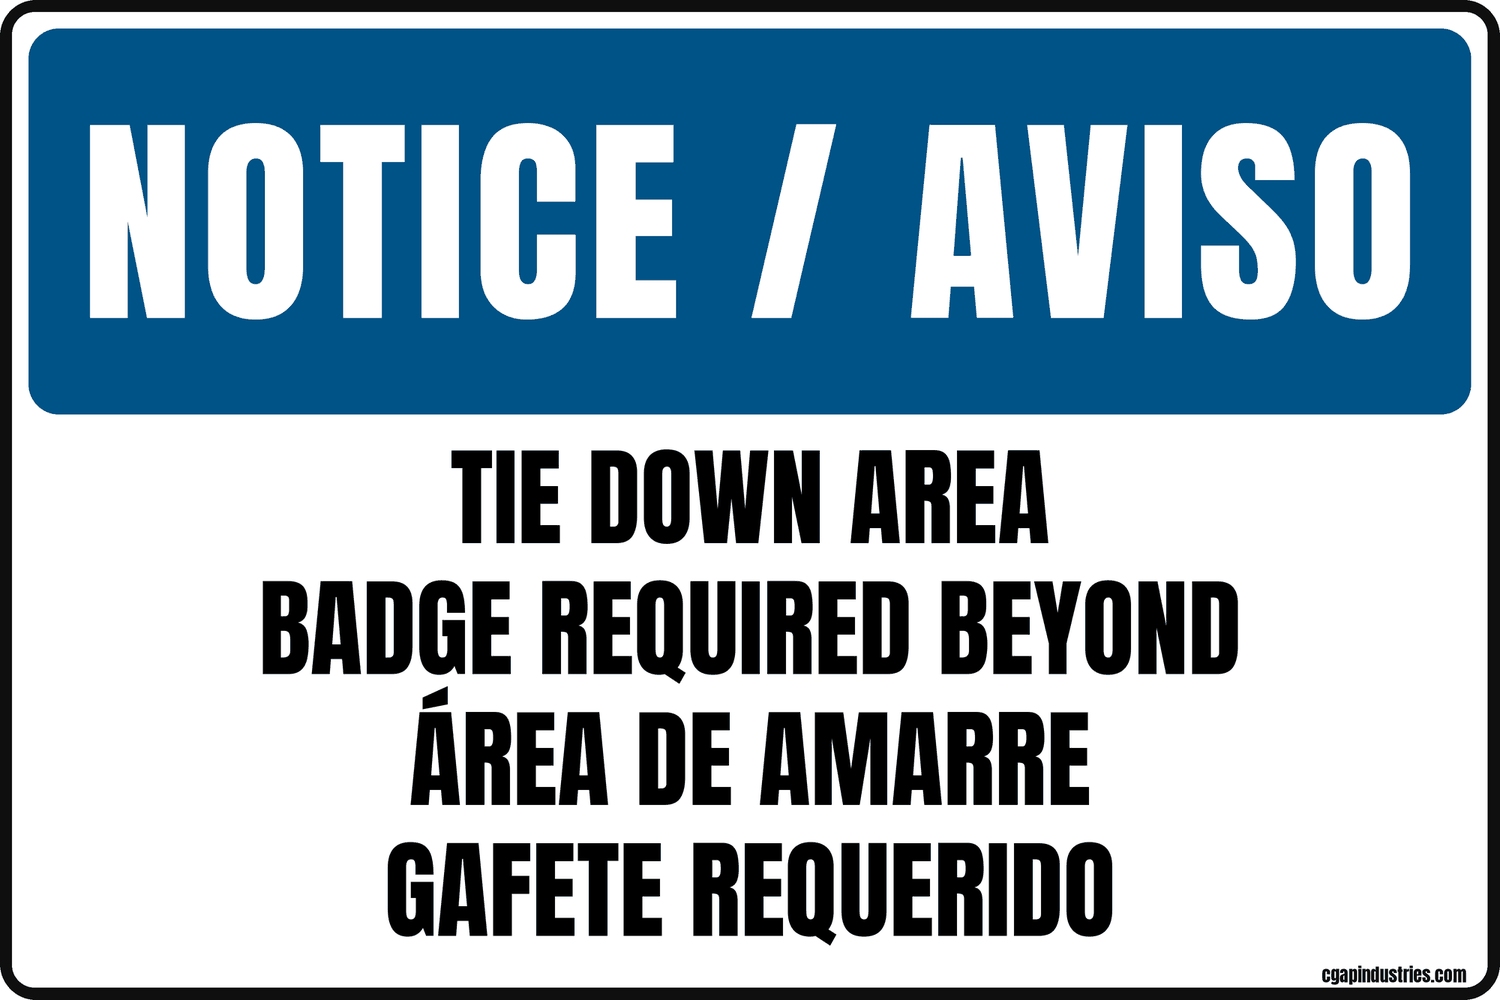 NOTICE / AVISO
TIE DOWN AREA
BADGE REQUIRED BEYOND
ÁREA DE AMARRE
GAFETE REQUERIDO
cgapindustries.com